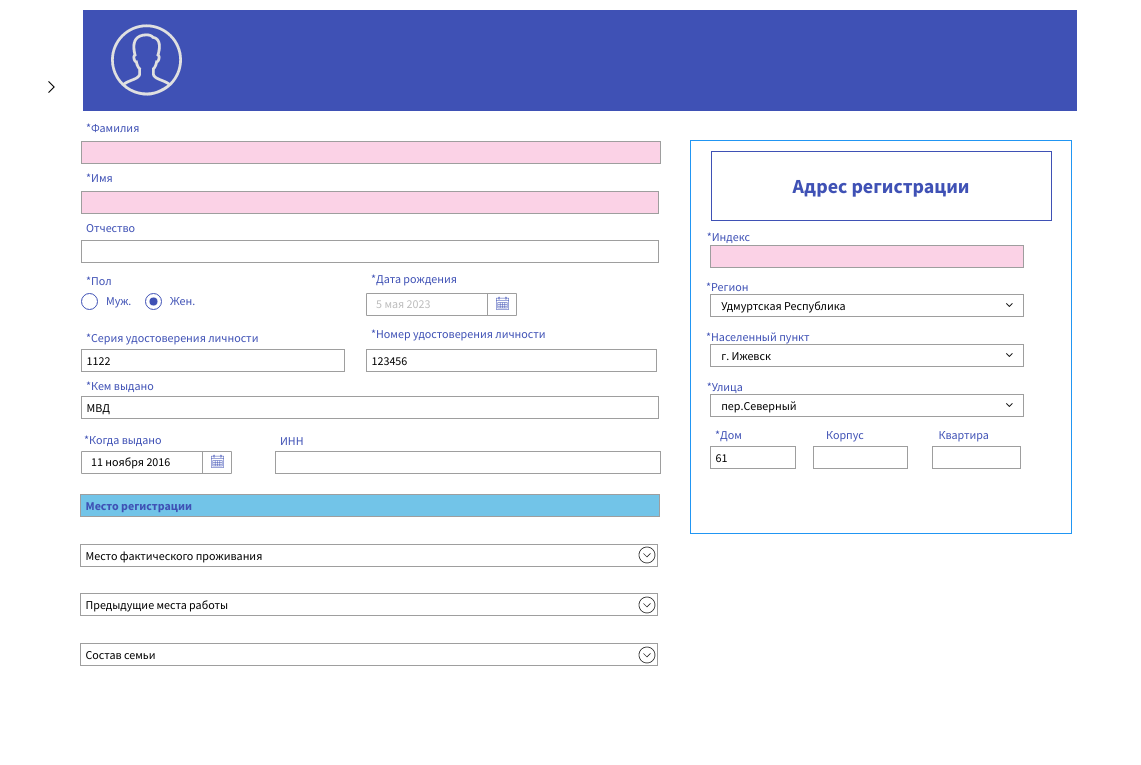 *Фамилия
*Имя
Отчество
*Пол
*Дата рождения
Муж.
Жен.
5 мая 2023
*Серия удостоверения личности
*Номер удостоверения личности
1122
123456
*Кем выдано
МВД
*Когда выдано
ИНН
11 ноября 2016
Место регистрации
Место фактического проживания
Предыдущие места работы
Состав семьи
Адрес регистрации
*Индекс
*Регион
Удмуртская Республика
*Населенный пункт
г. Ижевск
*Улица
пер.Северный
*Дом
Корпус
Квартира
61